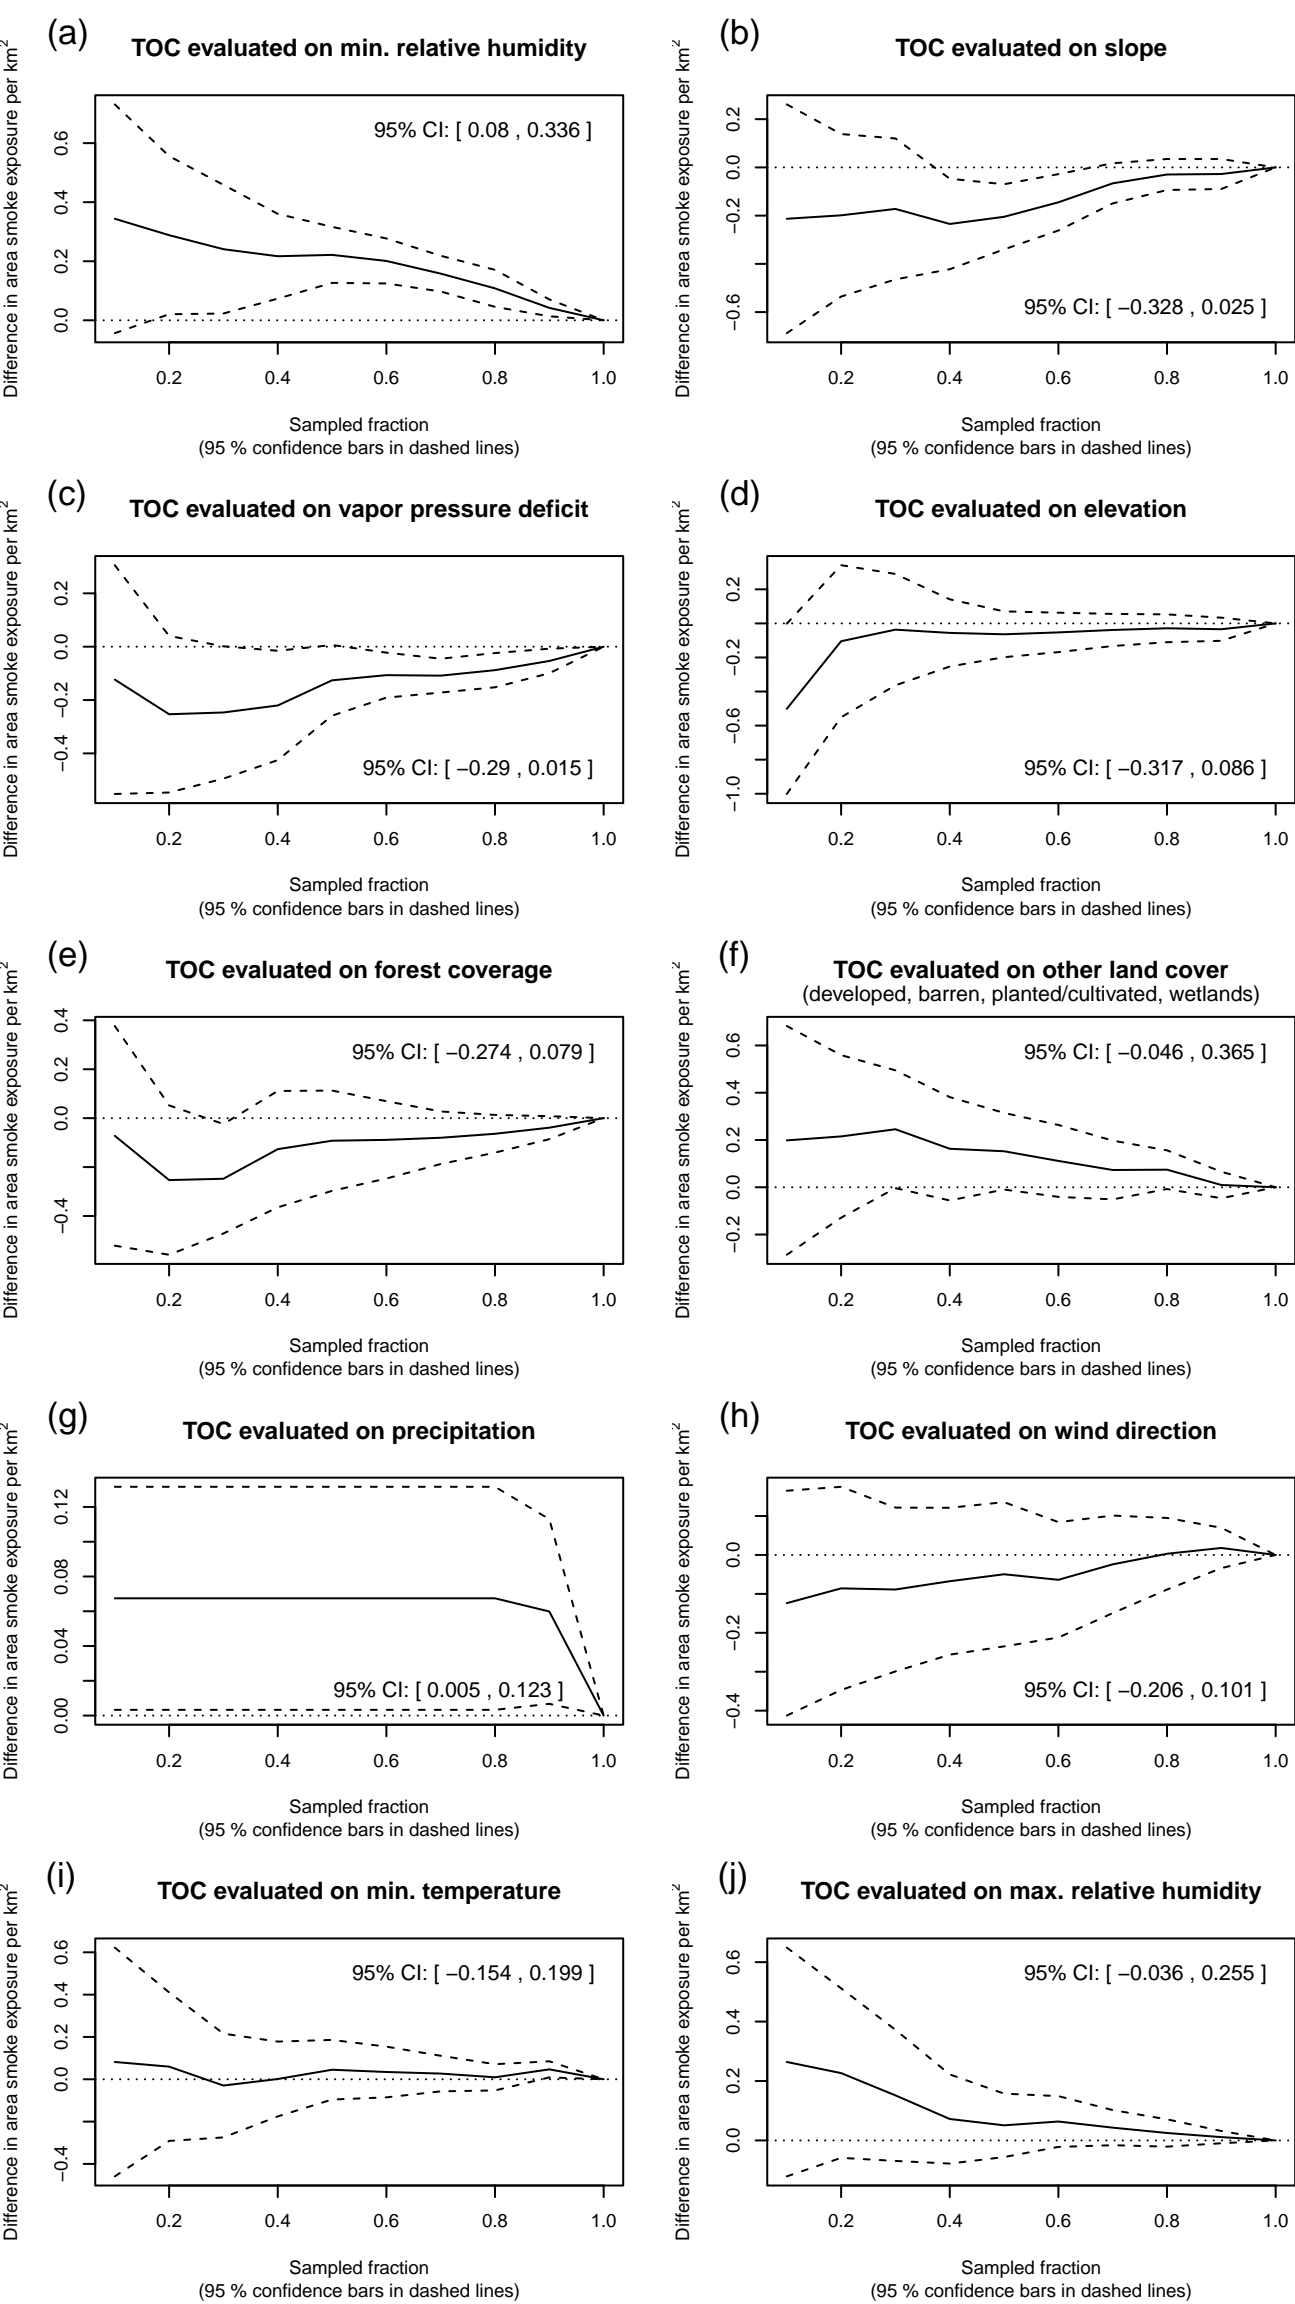 (a)
TOC evaluated on min. relative humidity
Difference in area smoke exposure per km²
0.6
0.4
0.2
0.0
95% CI: [ 0.08 , 0.336 ]
0.2 0.4 0.6 0.8 1.0
Sampled fraction
(95 % confidence bars in dashed lines)
(b)
TOC evaluated on slope
Difference in area smoke exposure per km²
0.2
0.0
−0.2
−0.6
95% CI: [ −0.328 , 0.025 ]
0.2 0.4 0.6 0.8 1.0
Sampled fraction
(95 % confidence bars in dashed lines)
(c)
TOC evaluated on vapor pressure deficit
Difference in area smoke exposure per km²
0.2
0.0
−0.2
−0.4
95% CI: [ −0.29 , 0.015 ]
0.2 0.4 0.6 0.8 1.0
Sampled fraction
(95 % confidence bars in dashed lines)
(d)
TOC evaluated on elevation
Difference in area smoke exposure per km²
0.2
−0.2
−0.6
−1.0
95% CI: [ −0.317 , 0.086 ]
0.2 0.4 0.6 0.8 1.0
Sampled fraction
(95 % confidence bars in dashed lines)
(e)
TOC evaluated on forest coverage
Difference in area smoke exposure per km²
0.4
0.2
0.0
−0.4
95% CI: [ −0.274 , 0.079 ]
0.2 0.4 0.6 0.8 1.0
Sampled fraction
(95 % confidence bars in dashed lines)
(f)
TOC evaluated on other land cover
(developed, barren, planted/cultivated, wetlands)
Difference in area smoke exposure per km²
0.6
0.4
0.2
0.0
−0.2
95% CI: [ −0.046 , 0.365 ]
0.2 0.4 0.6 0.8 1.0
Sampled fraction
(95 % confidence bars in dashed lines)
(g)
TOC evaluated on precipitation
Difference in area smoke exposure per km²
0.12
0.08
0.04
0.00
95% CI: [ 0.005 , 0.123 ]
0.2 0.4 0.6 0.8 1.0
Sampled fraction
(95 % confidence bars in dashed lines)
(h)
TOC evaluated on wind direction
Difference in area smoke exposure per km²
0.0
−0.2
−0.4
95% CI: [ −0.206 , 0.101 ]
0.2 0.4 0.6 0.8 1.0
Sampled fraction
(95 % confidence bars in dashed lines)
(i)
TOC evaluated on min. temperature
Difference in area smoke exposure per km²
0.6
0.4
0.2
0.0
−0.4
95% CI: [ −0.154 , 0.199 ]
0.2 0.4 0.6 0.8 1.0
Sampled fraction
(95 % confidence bars in dashed lines)
(j)
TOC evaluated on max. relative humidity
Difference in area smoke exposure per km²
0.6
0.4
0.2
0.0
95% CI: [ −0.036 , 0.255 ]
0.2 0.4 0.6 0.8 1.0
Sampled fraction
(95 % confidence bars in dashed lines)